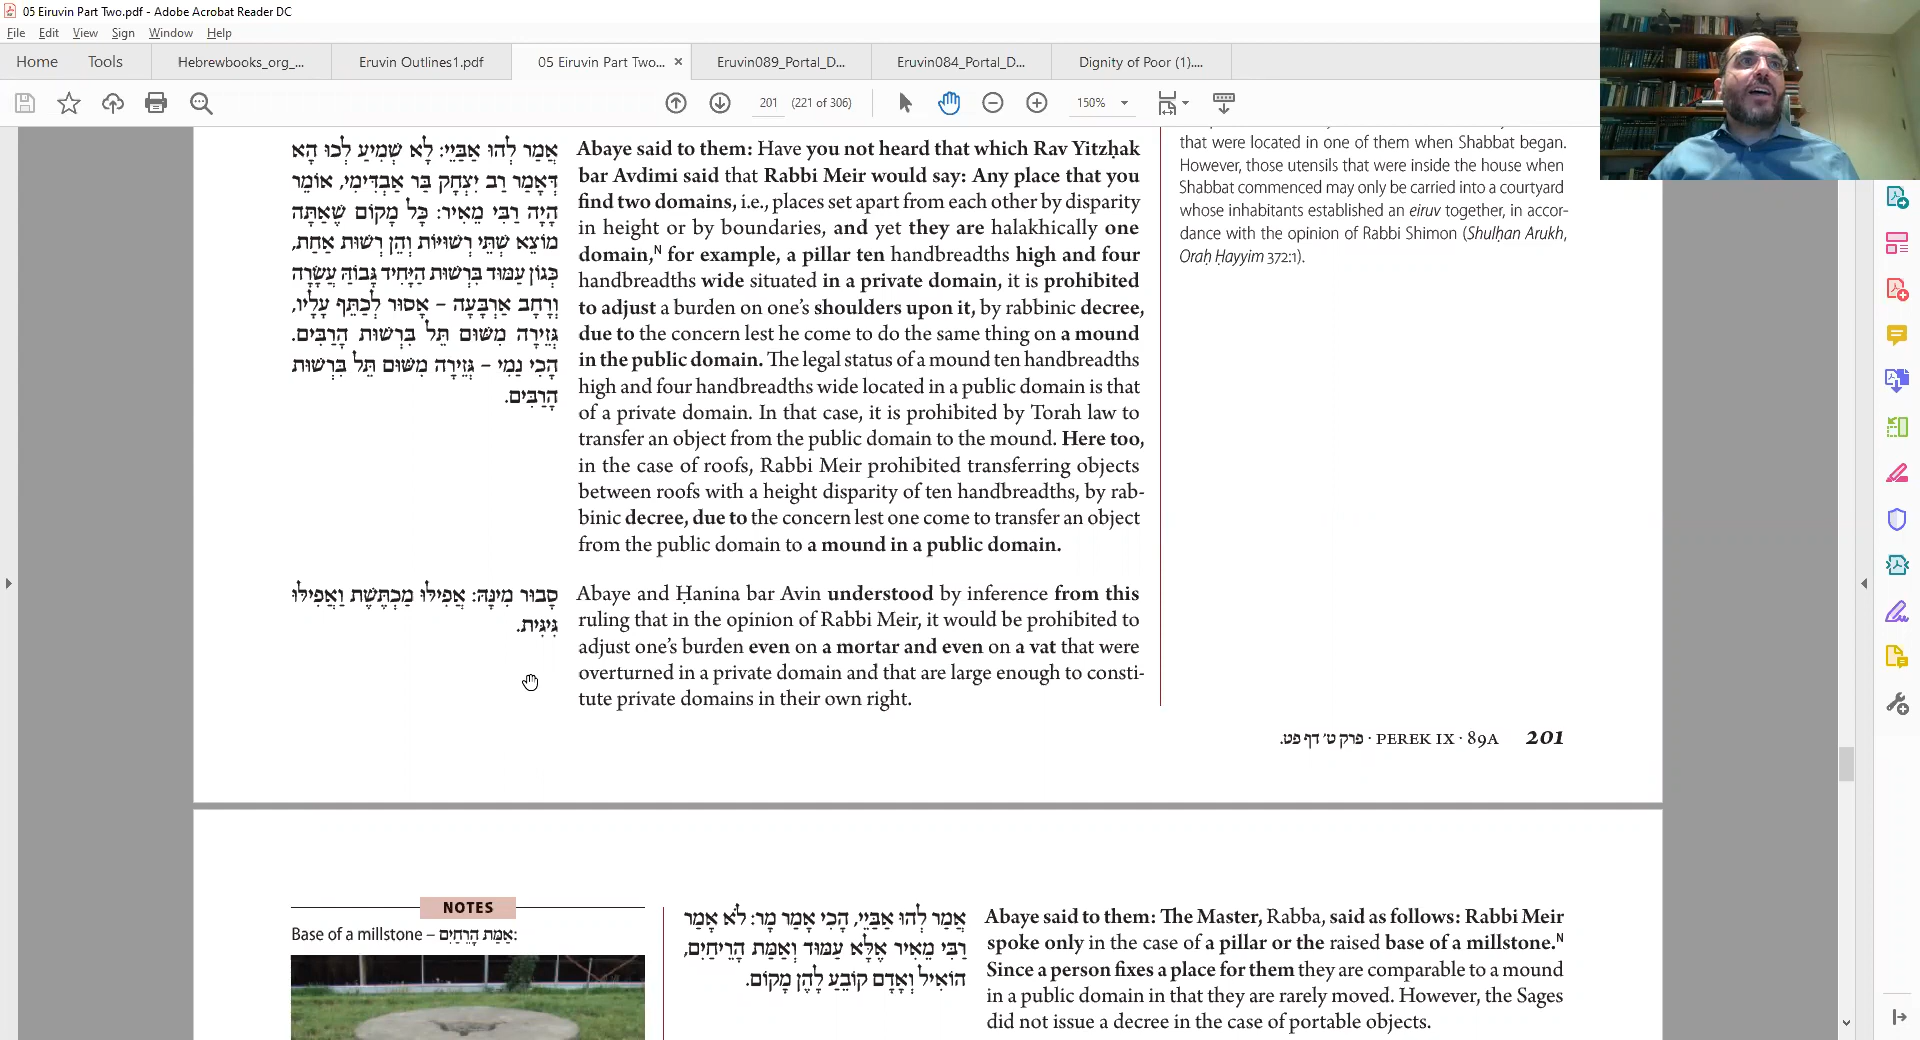 05 Eiruvin Part Two.pdf - Adobe Acrobat Reader DC
File Edit View Sign Window Help
Home Tools Hebrewbooks_org_... Eruvin Outlines1.pdf 05 Eiruvin Part Two... × Eruvin089_Portal_D... Eruvin084_Portal_D... Dignity of Poor (1)....
201 (221 of 306) 150%
אֲמַר לְהוּ אַבַּיֵי: לָא שְׁמִיעַ לְכוּ הָא
דְּאָמַר רַב יִצְחָק בַּר אַבְדִּימִי, אוֹמֵר
הָיָה רַבִּי מֵאִיר: כׇּל מָקוֹם שֶׁאַתָּה
מוֹצֵא שְׁתֵּי רְשׁוּיוֹת וְהֵן רְשׁוּת אַחַת,
כְּגוֹן עַמּוּד בִּרְשׁוּת הַיָּחִיד גָּבוֹהַּ עֲשָׂרָה
וְרָחָב אַרְבָּעָה – אָסוּר לְכַתֵּף עָלָיו,
גְּזֵירָה מִשּׁוּם תֵּל בִּרְשׁוּת הָרַבִּים.
הָכִי נַמִי – גְּזֵירָה מִשּׁוּם תֵּל בִּרְשׁוּת
הָרַבִּים.
Abaye said to them: Have you not heard that which Rav Yitzḥak
bar Avdimi said that Rabbi Meir would say: Any place that you
find two domains, i.e., places set apart from each other by disparity
in height or by boundaries, and yet they are halakhically one
domain,ᴺ for example, a pillar ten handbreadths high and four
handbreadths wide situated in a private domain, it is prohibited
to adjust a burden on one's shoulders upon it, by rabbinic decree,
due to the concern lest he come to do the same thing on a mound
in the public domain. The legal status of a mound ten handbreadths
high and four handbreadths wide located in a public domain is that
of a private domain. In that case, it is prohibited by Torah law to
transfer an object from the public domain to the mound. Here too,
in the case of roofs, Rabbi Meir prohibited transferring objects
between roofs with a height disparity of ten handbreadths, by rab-
binic decree, due to the concern lest one come to transfer an object
from the public domain to a mound in a public domain.
that were located in one of them when Shabbat began.
However, those utensils that were inside the house when
Shabbat commenced may only be carried into a courtyard
whose inhabitants established an eiruv together, in accor-
dance with the opinion of Rabbi Shimon (Shulḥan Arukh,
Oraḥ Ḥayyim 372:1).
סָבוּר מִינָּהּ: אֲפִילּוּ מַכְתֶּשֶׁת וַאֲפִילּוּ
גִּיגִּית.
Abaye and Ḥanina bar Avin understood by inference from this
ruling that in the opinion of Rabbi Meir, it would be prohibited to
adjust one's burden even on a mortar and even on a vat that were
overturned in a private domain and that are large enough to consti-
tute private domains in their own right.
פרק ט׳ דף פט. · PEREK IX · 89A 201
NOTES
Base of a millstone – אַמַּת הָרֵחַיִם:
אֲמַר לְהוּ אַבַּיֵי, הָכִי אָמַר מָר: לֹא אָמַר
רַבִּי מֵאִיר אֶלָּא עַמּוּד וְאַמַּת הָרֵיחַיִם,
הוֹאִיל וְאָדָם קוֹבֵעַ לָהֶן מָקוֹם.
Abaye said to them: The Master, Rabba, said as follows: Rabbi Meir
spoke only in the case of a pillar or the raised base of a millstone.ᴺ
Since a person fixes a place for them they are comparable to a mound
in a public domain in that they are rarely moved. However, the Sages
did not issue a decree in the case of portable objects.